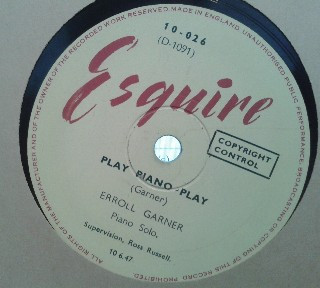 ALL RIGHTS OF THE MANUFACTURER AND OF THE OWNER OF THE RECORDED WORK RESERVED. MADE IN ENGLAND. UNAUTHORISED PUBLIC PERFORMANCE, BROADCASTING OR COPYING OF THIS RECORD PROHIBITED
10-026
(D-1091)
Esquire
COPYRIGHT
CONTROL
PLAY PIANO PLAY
(Garner)
ERROLL GARNER
Piano Solo.
Supervision, Ross Russell.
10.6.47